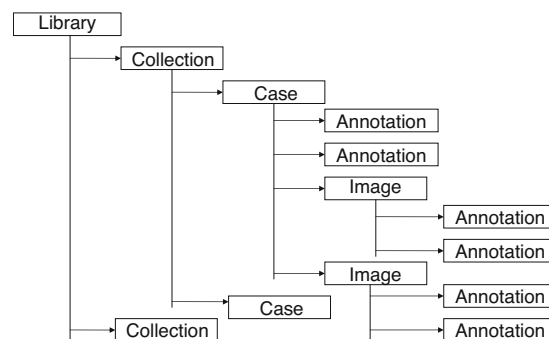 Library
Collection
Case
Annotation
Annotation
Image
Annotation
Annotation
Image
Annotation
Case
Collection
Annotation